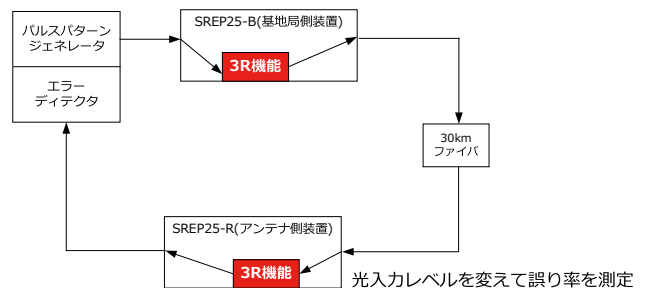 パルスパターン
ジェネレータ
エラー
ディテクタ
SREP25-B(基地局側装置)
3R機能
30km
ファイバ
SREP25-R(アンテナ側装置)
3R機能
光入力レベルを変えて誤り率を測定